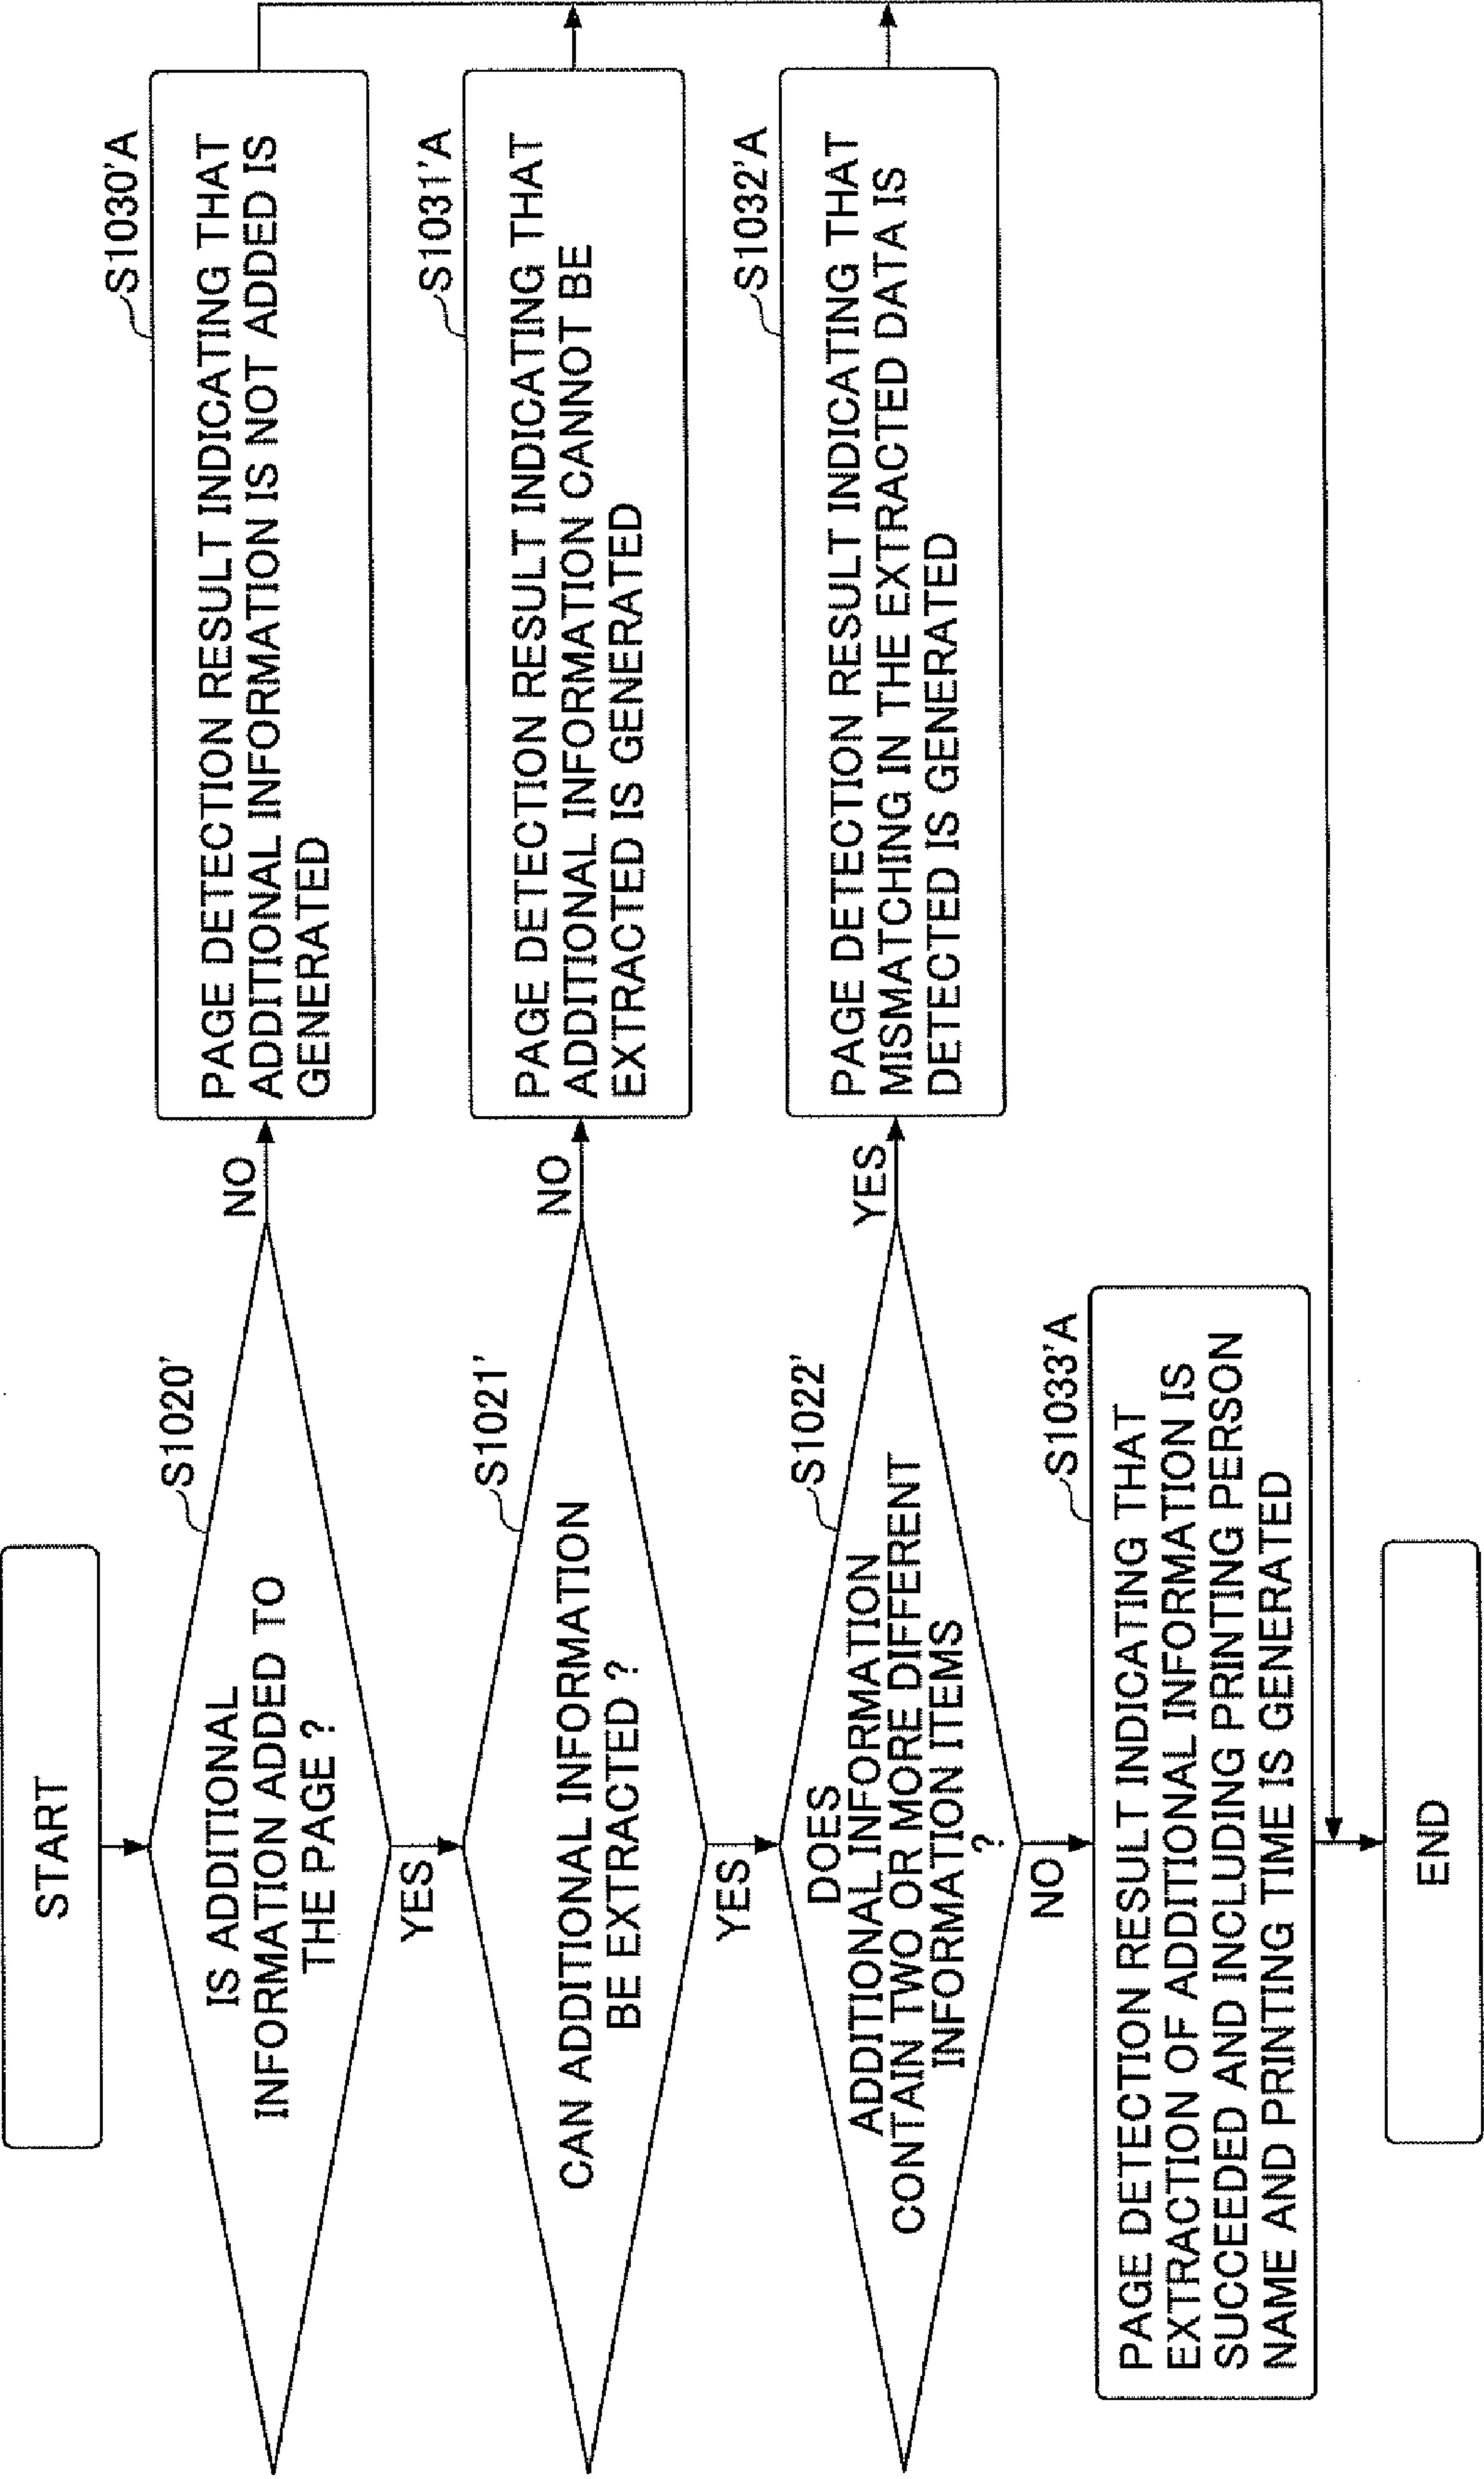 START
S1020'
IS ADDITIONAL
INFORMATION ADDED TO
THE PAGE ?
NO
S1030'A
PAGE DETECTION RESULT INDICATING THAT
ADDITIONAL INFORMATION IS NOT ADDED IS
GENERATED
YES
S1021'
CAN ADDITIONAL INFORMATION
BE EXTRACTED ?
NO
S1031'A
PAGE DETECTION RESULT INDICATING THAT
ADDITIONAL INFORMATION CANNOT BE
EXTRACTED IS GENERATED
YES
S1022'
DOES
ADDITIONAL INFORMATION
CONTAIN TWO OR MORE DIFFERENT
INFORMATION ITEMS
?
YES
S1032'A
PAGE DETECTION RESULT INDICATING THAT
MISMATCHING IN THE EXTRACTED DATA IS
DETECTED IS GENERATED
NO
S1033'A
PAGE DETECTION RESULT INDICATING THAT
EXTRACTION OF ADDITIONAL INFORMATION IS
SUCCEEDED AND INCLUDING PRINTING PERSON
NAME AND PRINTING TIME IS GENERATED
END